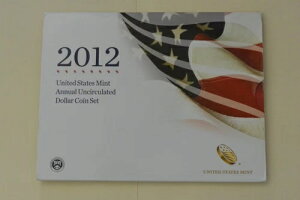 2012
United States Mint
Annual Uncirculated
Dollar Coin Set
UNITED STATES MINT